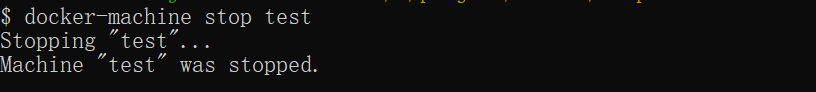 $ docker-machine stop test
Stopping "test"...
Machine "test" was stopped.